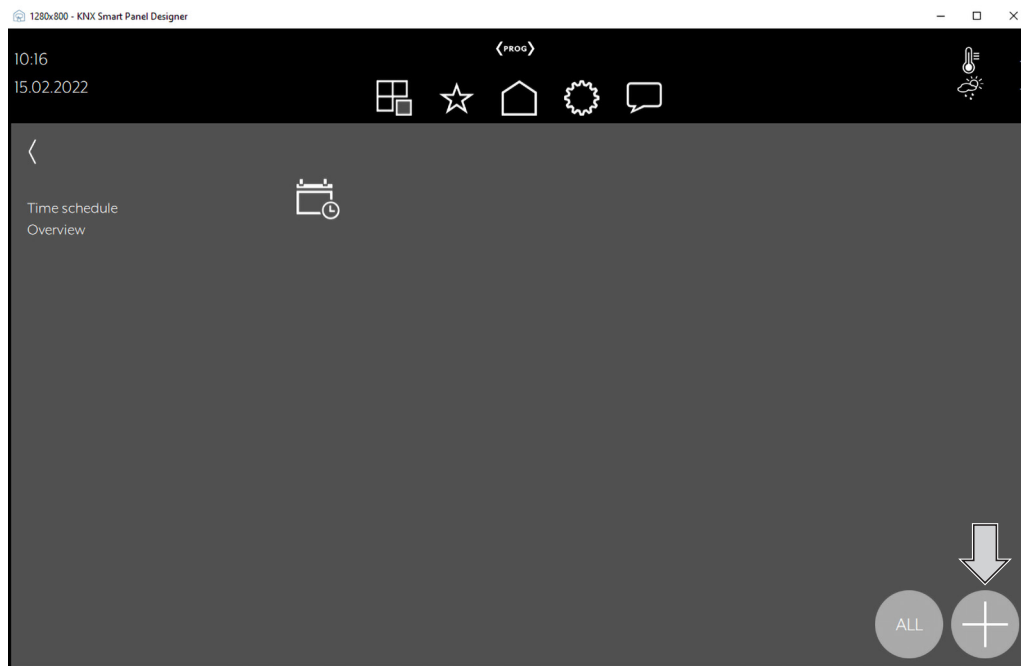 1280x800 - KNX Smart Panel Designer
10:16
15.02.2022
PROG
Time schedule
Overview
ALL